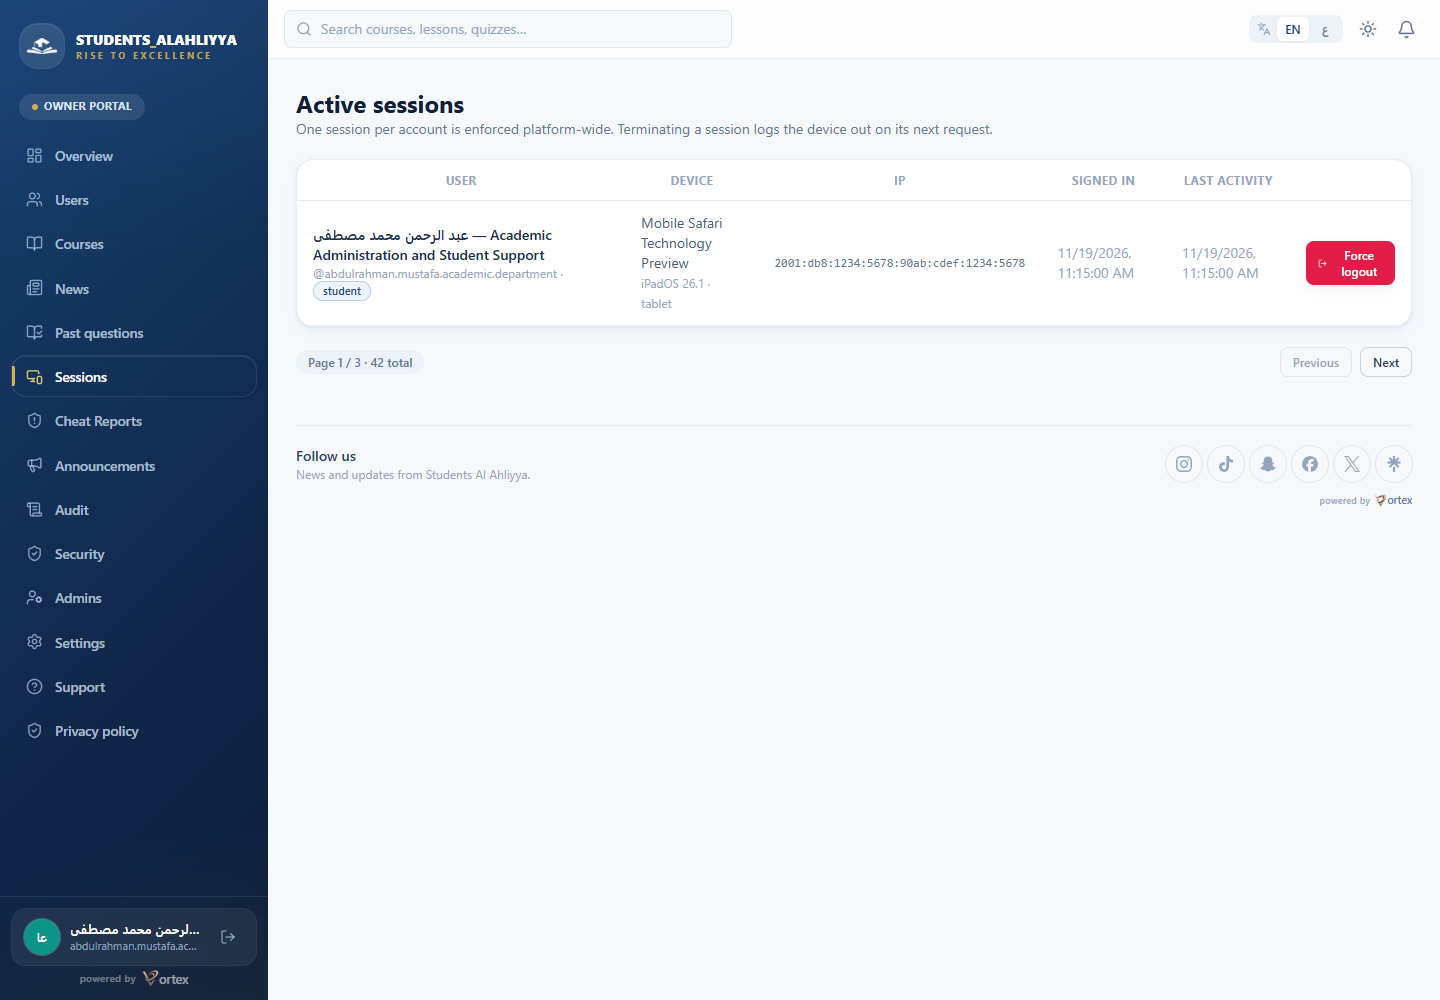 STUDENTS_ALAHLIYYA
RISE TO EXCELLENCE
OWNER PORTAL
Overview
Users
Courses
News
Past questions
Sessions
Cheat Reports
Announcements
Audit
Security
Admins
Settings
Support
Privacy policy
عا
...لرحمن محمد مصطفى
abdulrahman.mustafa.ac...
powered by Vortex
Search courses, lessons, quizzes...
EN
ع
Active sessions
One session per account is enforced platform-wide. Terminating a session logs the device out on its next request.
USER DEVICE IP SIGNED IN LAST ACTIVITY
عبد الرحمن محمد مصطفى — Academic
Administration and Student Support
@abdulrahman.mustafa.academic.department ·
student
Mobile Safari
Technology
Preview
iPadOS 26.1 ·
tablet
2001:db8:1234:5678:90ab:cdef:1234:5678
11/19/2026,
11:15:00 AM
11/19/2026,
11:15:00 AM
Force
logout
Page 1 / 3 · 42 total
Previous
Next
Follow us
News and updates from Students Al Ahliyya.
powered by Vortex